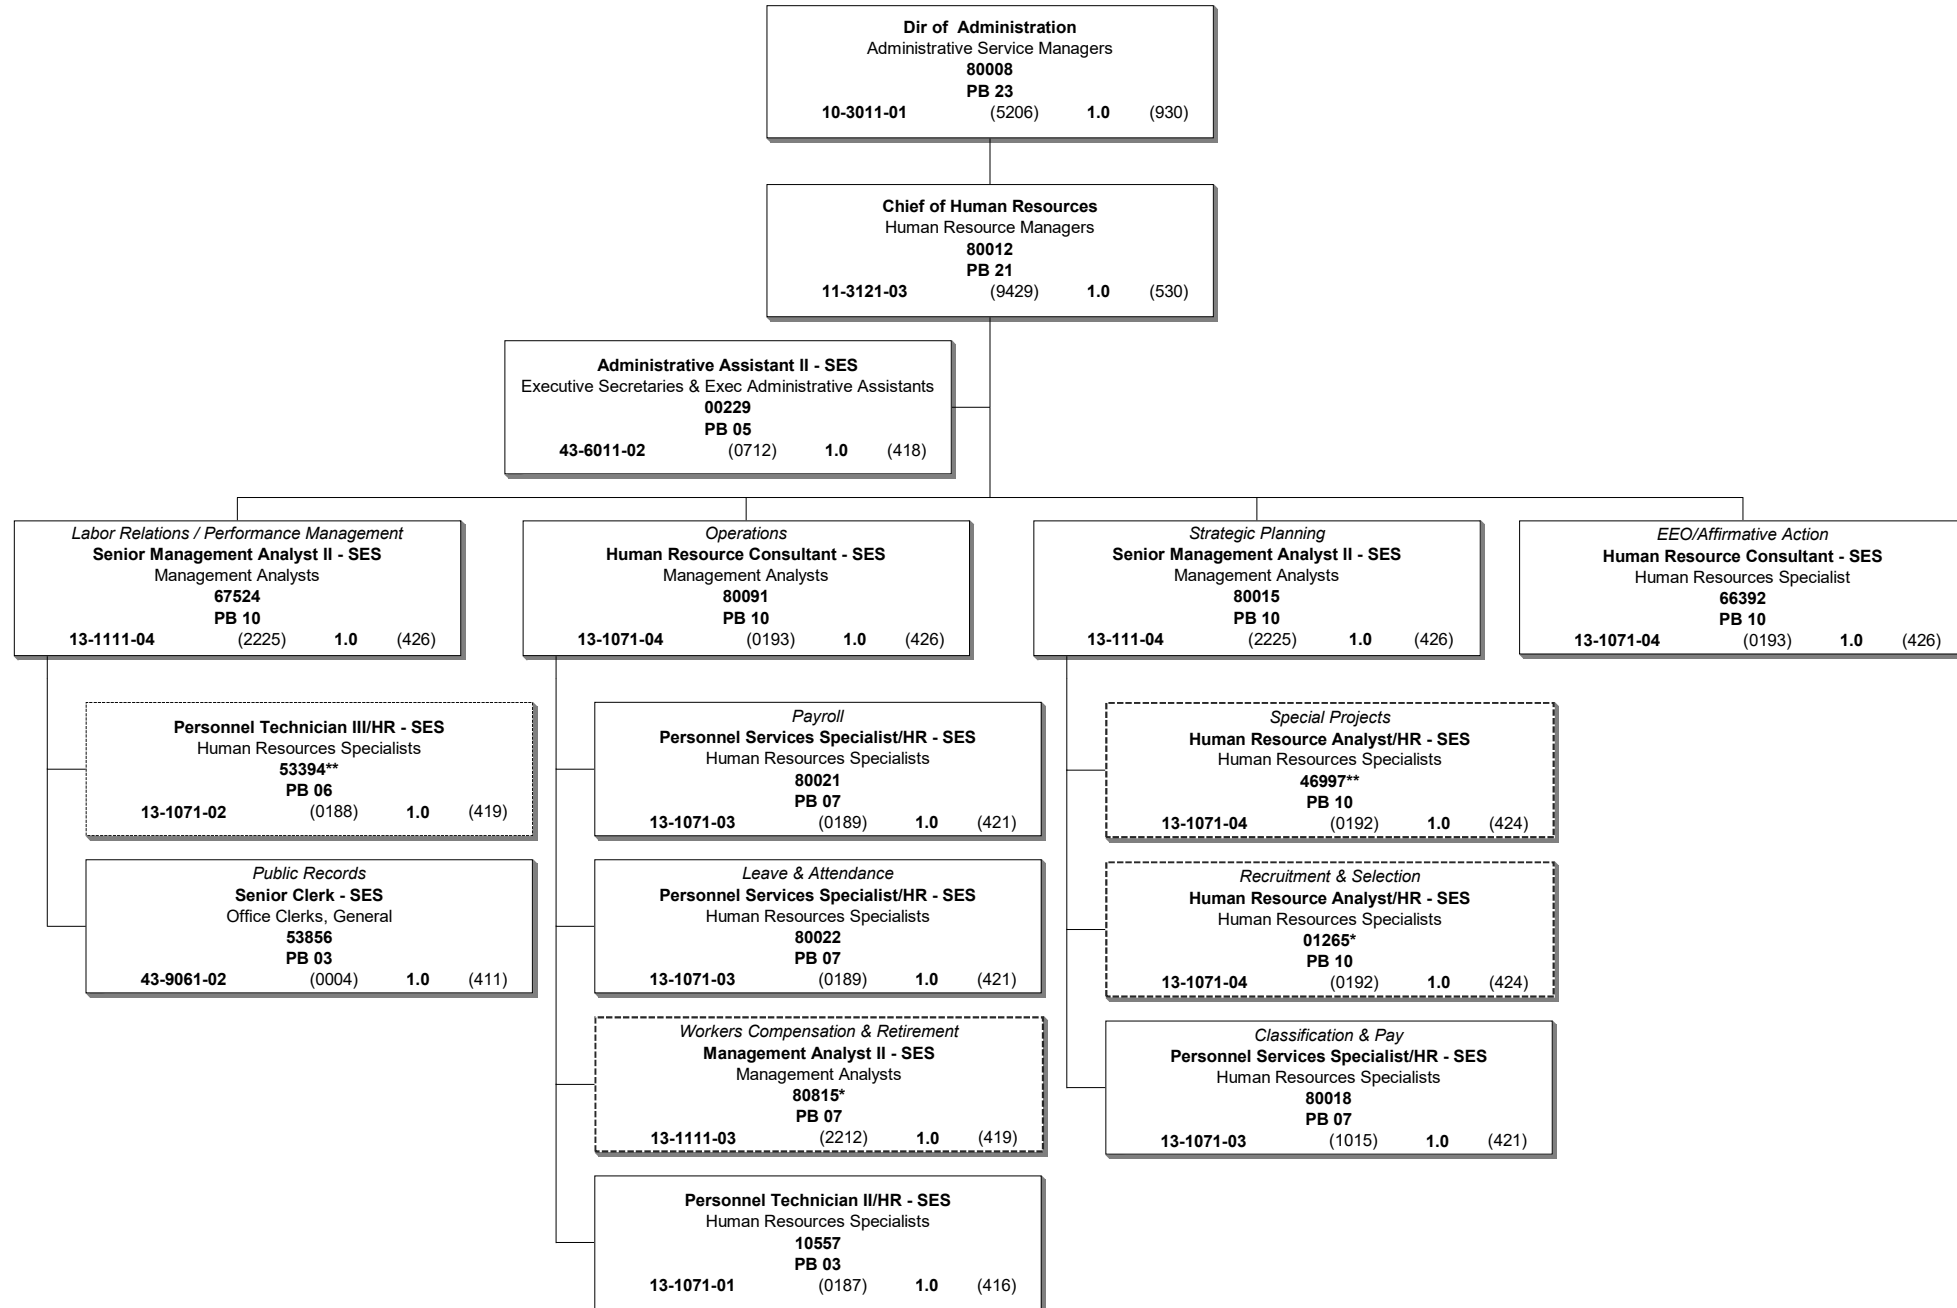 Dir of  Administration
Administrative Service Managers
80008
PB 23
10-3011-01 (5206) 1.0 (930)
Chief of Human Resources
Human Resource Managers
80012
PB 21
11-3121-03 (9429) 1.0 (530)
Administrative Assistant II - SES
Executive Secretaries & Exec Administrative Assistants
00229
PB 05
43-6011-02 (0712) 1.0 (418)
Labor Relations / Performance Management
Senior Management Analyst II - SES
Management Analysts
67524
PB 10
13-1111-04 (2225) 1.0 (426)
Operations
Human Resource Consultant - SES
Management Analysts
80091
PB 10
13-1071-04 (0193) 1.0 (426)
Strategic Planning
Senior Management Analyst II - SES
Management Analysts
80015
PB 10
13-111-04 (2225) 1.0 (426)
EEO/Affirmative Action
Human Resource Consultant - SES
Human Resources Specialist
66392
PB 10
13-1071-04 (0193) 1.0 (426)
Personnel Technician III/HR - SES
Human Resources Specialists
53394**
PB 06
13-1071-02 (0188) 1.0 (419)
Public Records
Senior Clerk - SES
Office Clerks, General
53856
PB 03
43-9061-02 (0004) 1.0 (411)
Payroll
Personnel Services Specialist/HR - SES
Human Resources Specialists
80021
PB 07
13-1071-03 (0189) 1.0 (421)
Leave & Attendance
Personnel Services Specialist/HR - SES
Human Resources Specialists
80022
PB 07
13-1071-03 (0189) 1.0 (421)
Workers Compensation & Retirement
Management Analyst II - SES
Management Analysts
80815*
PB 07
13-1111-03 (2212) 1.0 (419)
Personnel Technician II/HR - SES
Human Resources Specialists
10557
PB 03
13-1071-01 (0187) 1.0 (416)
Special Projects
Human Resource Analyst/HR - SES
Human Resources Specialists
46997**
PB 10
13-1071-04 (0192) 1.0 (424)
Recruitment & Selection
Human Resource Analyst/HR - SES
Human Resources Specialists
01265*
PB 10
13-1071-04 (0192) 1.0 (424)
Classification & Pay
Personnel Services Specialist/HR - SES
Human Resources Specialists
80018
PB 07
13-1071-03 (1015) 1.0 (421)